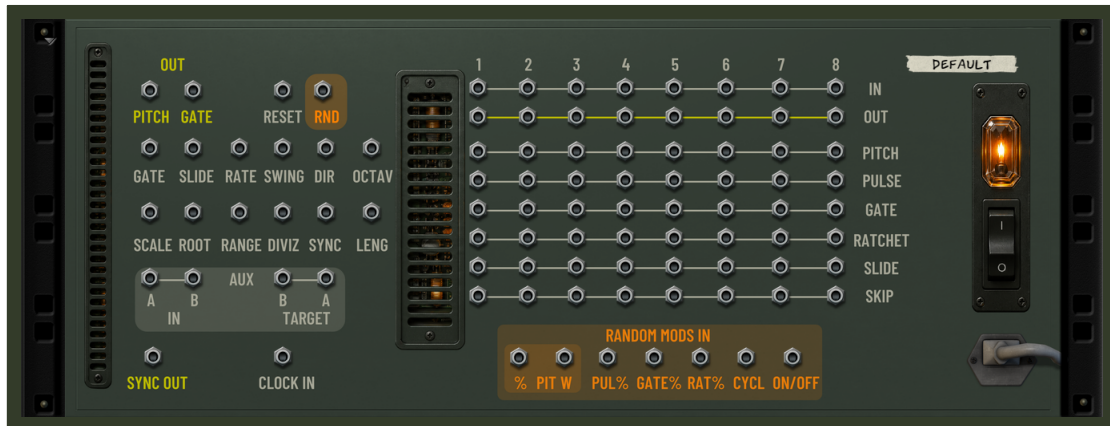 OUT
PITCH GATE RESET RND
GATE SLIDE RATE SWING DIR OCTAV
SCALE ROOT RANGE DIVIZ SYNC LENG
AUX
A B B A
IN TARGET
SYNC OUT CLOCK IN
1 2 3 4 5 6 7 8
IN
OUT
PITCH
PULSE
GATE
RATCHET
SLIDE
SKIP
RANDOM MODS IN
% PIT W PUL% GATE% RAT% CYCL ON/OFF
DEFAULT
I
O